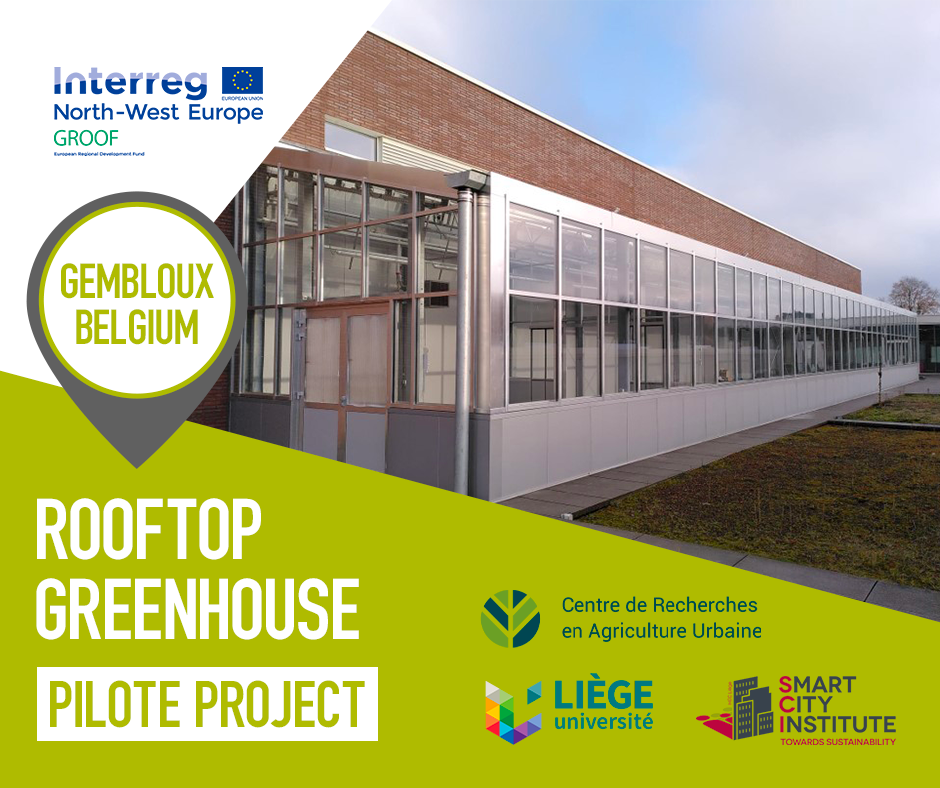 Interreg
EUROPEAN UNION
North-West Europe
GROOF
European Regional Development Fund
GEMBLOUX
BELGIUM
ROOFTOP
GREENHOUSE
PILOTE PROJECT
Centre de Recherches
en Agriculture Urbaine
LIÈGE
université
SMART
CITY
INSTITUTE
TOWARDS SUSTAINABILITY